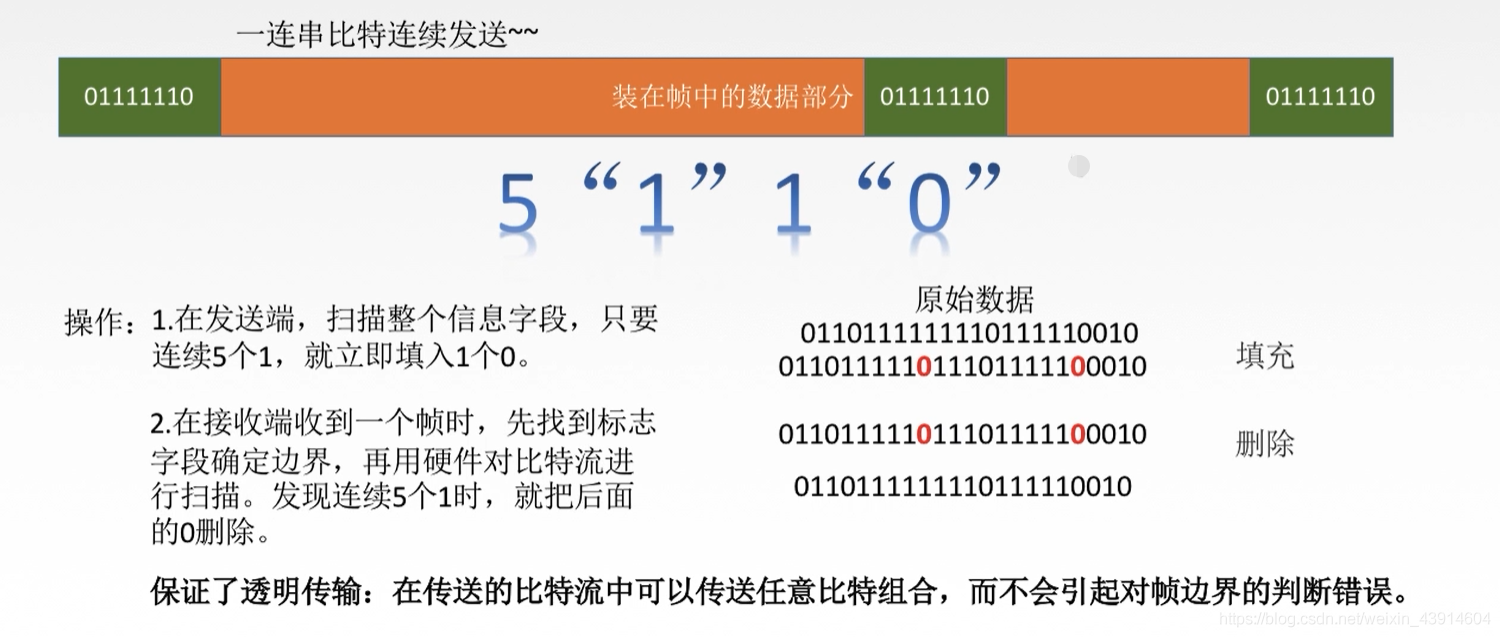 一连串比特连续发送~~
01111110 装在帧中的数据部分 01111110 01111110
5 “1” 1 “0”
原始数据
操作：1.在发送端，扫描整个信息字段，只要
连续5个1，就立即填入1个0。
0110111111110111110010
011011111011101111100010 填充
2.在接收端收到一个帧时，先找到标志
字段确定边界，再用硬件对比特流进
行扫描。发现连续5个1时，就把后面
的0删除。
011011111011101111100010 删除
0110111111110111110010
保证了透明传输：在传送的比特流中可以传送任意比特组合，而不会引起对帧边界的判断错误。
https://blog.csdn.net/weixin_43914604